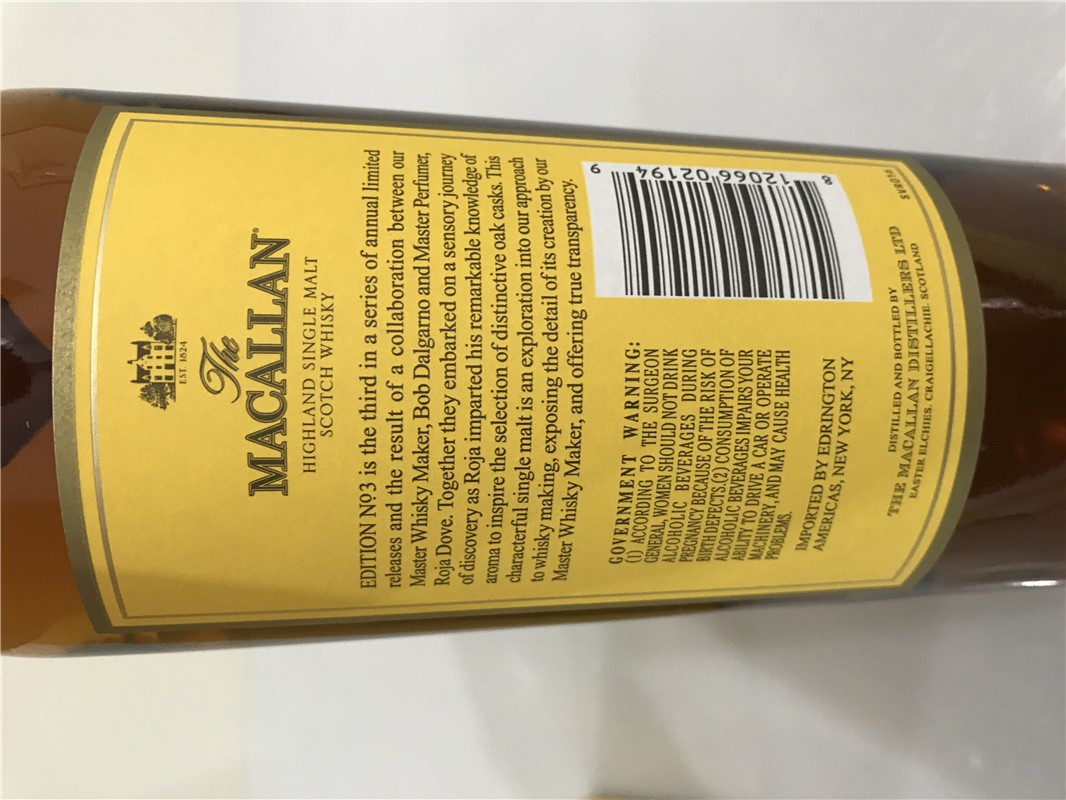 EST. 1824
The
MACALLAN®
HIGHLAND SINGLE MALT
SCOTCH WHISKY
EDITION Nº.3 is the third in a series of annual limited
releases and the result of a collaboration between our
Master Whisky Maker, Bob Dalgarno and Master Perfumer,
Roja Dove. Together they embarked on a sensory journey
of discovery as Roja imparted his remarkable knowledge of
aroma to inspire the selection of distinctive oak casks. This
characterful single malt is an exploration into our approach
to whisky making, exposing the detail of its creation by our
Master Whisky Maker, and offering true transparency.
GOVERNMENT WARNING:
(1) ACCORDING TO THE SURGEON
GENERAL, WOMEN SHOULD NOT DRINK
ALCOHOLIC BEVERAGES DURING
PREGNANCY BECAUSE OF THE RISK OF
BIRTH DEFECTS. (2) CONSUMPTION OF
ALCOHOLIC BEVERAGES IMPAIRS YOUR
ABILITY TO DRIVE A CAR OR OPERATE
MACHINERY, AND MAY CAUSE HEALTH
PROBLEMS.
8 12066 02194 9
IMPORTED BY EDRINGTON
AMERICAS, NEW YORK, NY
DISTILLED AND BOTTLED BY
THE MACALLAN DISTILLERS LTD
EASTER ELCHIES, CRAIGELLACHIE, SCOTLAND